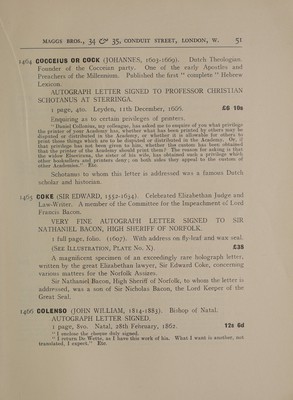 MAGGS BROS., 34 & 35, CONDUIT STREET, LONDON, W. 51
1464 COCCEIUS OR COCK (JOHANNES, 1603-1669). Dutch Theologian.
Founder of the Cocceian party. One of the early Apostles and
Preachers of the Millennium. Published the first “ complete ” Hebrew
Lexicon.
AUTOGRAPH LETTER SIGNED TO PROFESSOR CHRISTIAN
SCHOTANUS AT STERRINGA.
1 page, 4to. Leyden, 11th December, 1666. £6 10s
Enquiring as to certain privileges of printers.
“ Daniel Colbenius, my colleague, has asked me to enquire of you what privilege
the printer of your Academy has, whether what has been printed by others may be
disposed or distributed in the Academy, or whether it is allowable for others to
print those things which are to be disposed or distributed in the Academy. Or, if
that privilege has not been given to him, whether the custom has been obtained
that the printer of the Academy should print them? The reason for asking is that
the widow Elsevirana, the sister of his wife, has obtained such a privilege which
other booksellers and printers deny; on both sides they appeal to the custom of
other Academies.” Etc.
Schotanus to whom this letter is addressed was a famous Dutch
scholar and historian.
1465 COKE (SIR EDWARD, 1552-1634). Celebrated Elizabethan Judge and
Law-Writer. A member of the Committee for the Impeachment of Lord
Francis Bacon.
VERY FINE AUTOGRAPH LETTER SIGNED TO SIR
NATHANIEL BACON, HIGH SHERIFF OF NORFOLK.
1 full page, folio. (1607). With address on fly-leaf and wax seal.
(SEE ILLUSTRATION, PLATE NO. X) £38
A magnificent specimen of an exceedingly rare holograph letter,
written by the great Elizabethan lawyer, Sir Edward Coke, concerning
various matters for the Norfolk Assizes.
Sir Nathaniel Bacon, High Sheriff of Norfolk, to whom the letter is
addressed, was a son of Sir Nicholas Bacon, the Lord Keeper of the
Great Seal.
1466 COLENSO (JOHN WILLIAM, 1814-1883). Bishop of Natal.
AUTOGRAPH LETTER SIGNED.
1 page, 8vo. Natal, 28th February, 1862. 12s 6d
“ I enclose the cheque duly signed.
“ I return De Wette, as I have this work of his. What I want is another, not
translated, I expect.” Etc.